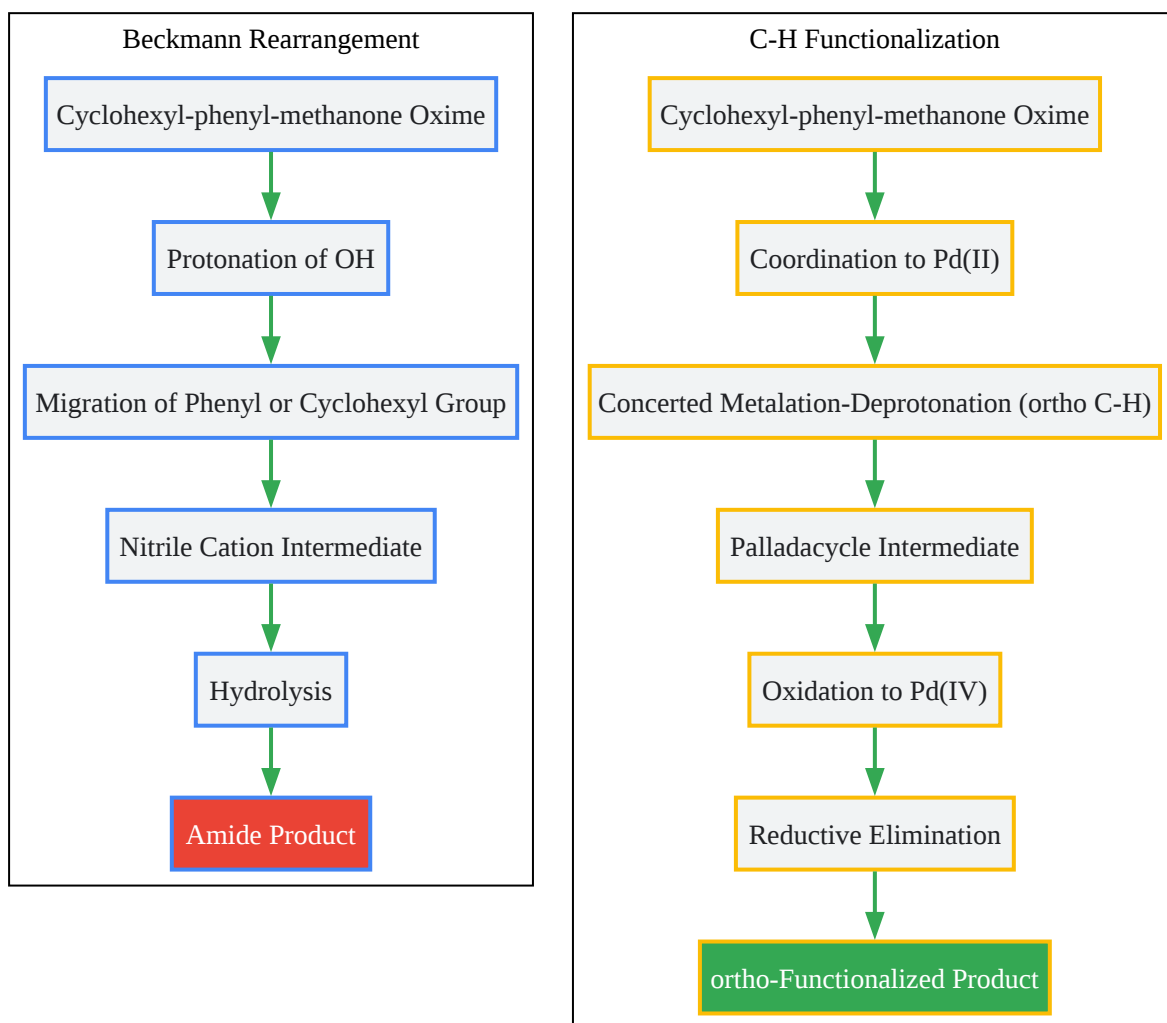 Beckmann Rearrangement
Cyclohexyl-phenyl-methanone Oxime
Protonation of OH
Migration of Phenyl or Cyclohexyl Group
Nitrile Cation Intermediate
Hydrolysis
Amide Product
C-H Functionalization
Cyclohexyl-phenyl-methanone Oxime
Coordination to Pd(II)
Concerted Metalation-Deprotonation (ortho C-H)
Palladacycle Intermediate
Oxidation to Pd(IV)
Reductive Elimination
ortho-Functionalized Product